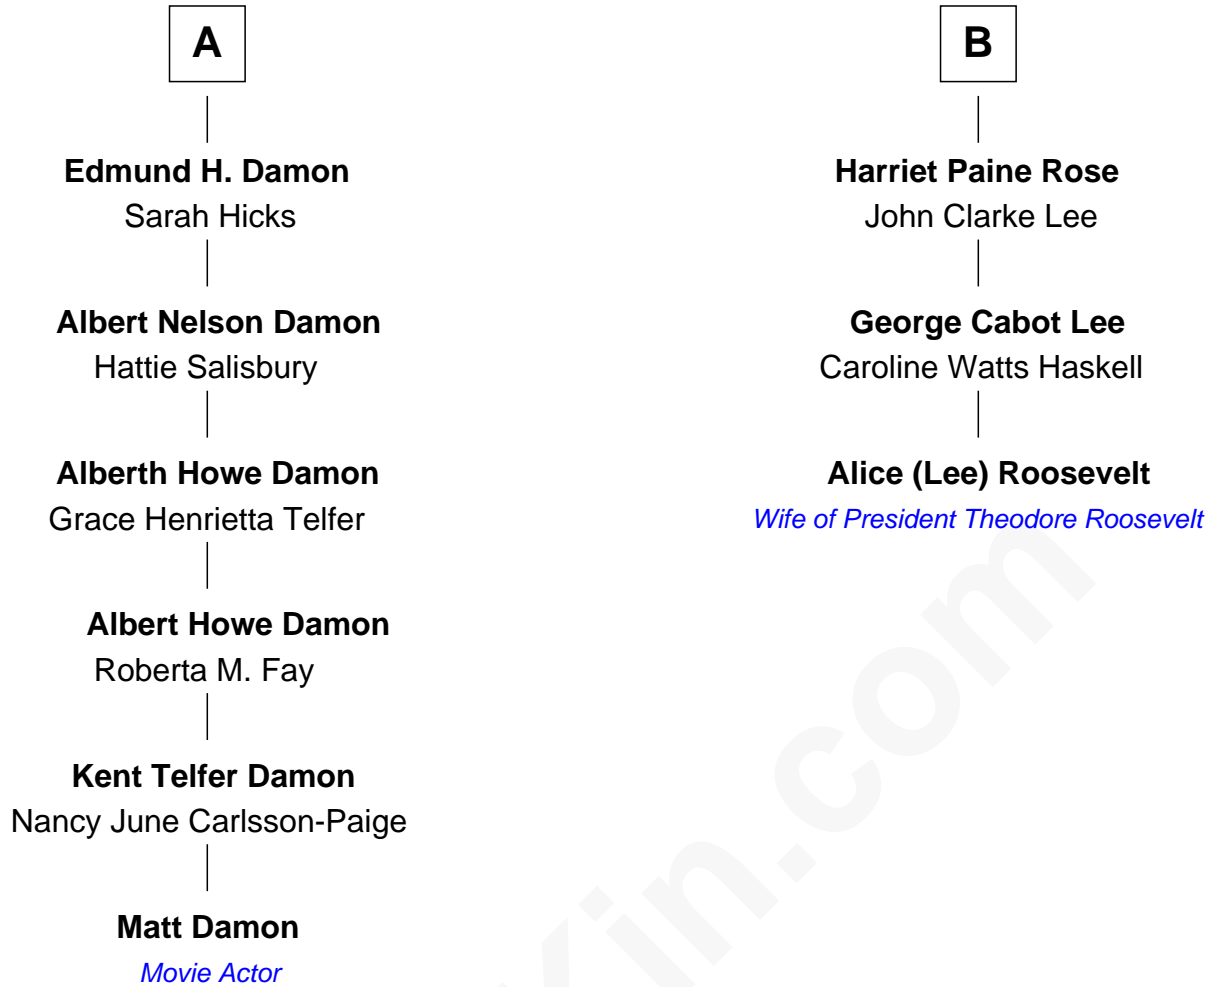 A
Edmund H. Damon
Sarah Hicks
Albert Nelson Damon
Hattie Salisbury
Alberth Howe Damon
Grace Henrietta Telfer
Albert Howe Damon
Roberta M. Fay
Kent Telfer Damon
Nancy June Carlsson-Paige
Matt Damon
Movie Actor
B
Harriet Paine Rose
John Clarke Lee
George Cabot Lee
Caroline Watts Haskell
Alice (Lee) Roosevelt
Wife of President Theodore Roosevelt
Kin.com